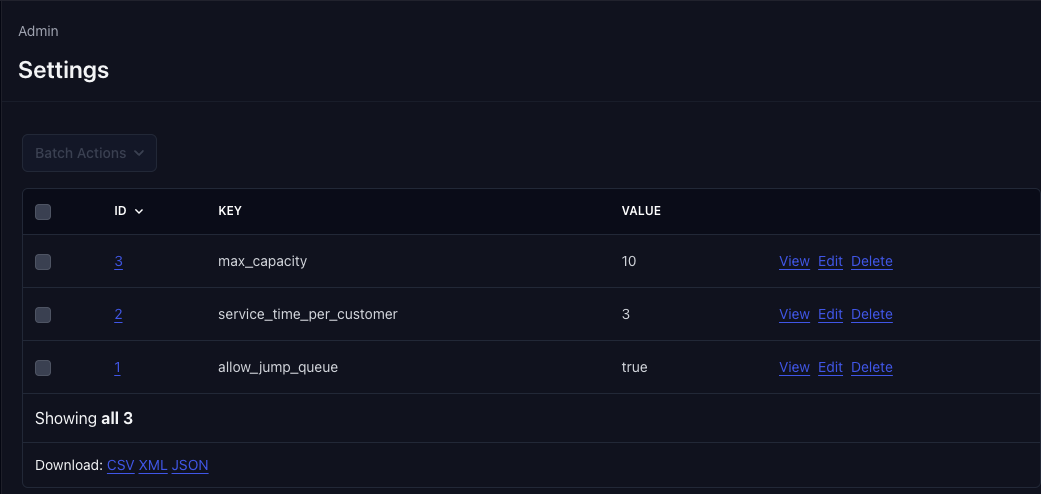 Admin
Settings
Batch Actions
ID KEY VALUE
3 max_capacity 10 View Edit Delete
2 service_time_per_customer 3 View Edit Delete
1 allow_jump_queue true View Edit Delete
Showing all 3
Download: CSV XML JSON